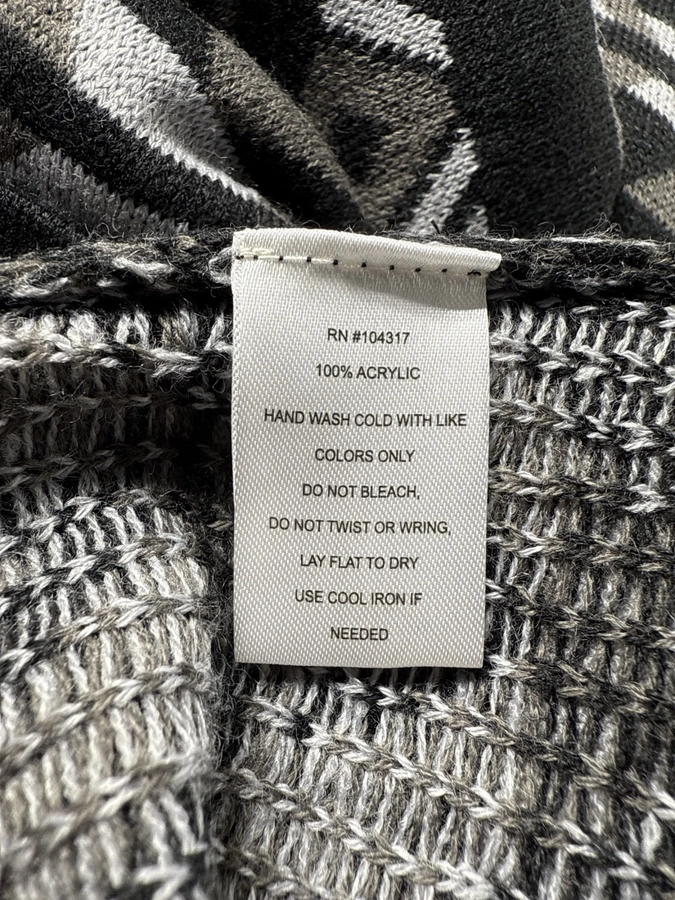 RN #104317
100% ACRYLIC
HAND WASH COLD WITH LIKE
COLORS ONLY
DO NOT BLEACH,
DO NOT TWIST OR WRING,
LAY FLAT TO DRY
USE COOL IRON IF
NEEDED